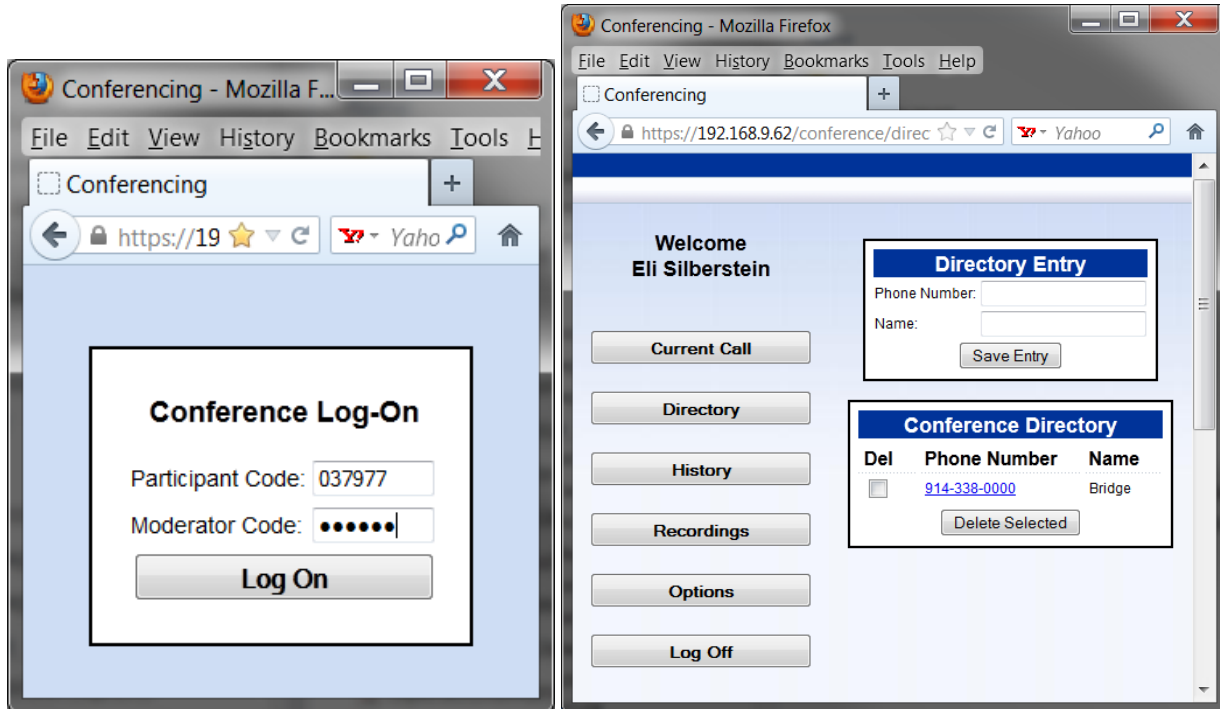 Conferencing - Mozilla F...
File Edit View History Bookmarks Tools H
Conferencing
https://19 Yaho
Conference Log-On
Participant Code: 037977
Moderator Code: ●●●●●●
Log On
Conferencing - Mozilla Firefox
File Edit View History Bookmarks Tools Help
Conferencing
https://192.168.9.62/conference/direc Yahoo
Welcome
Eli Silberstein
Current Call
Directory
History
Recordings
Options
Log Off
Directory Entry
Phone Number:
Name:
Save Entry
Conference Directory
Del Phone Number Name
914-338-0000 Bridge
Delete Selected